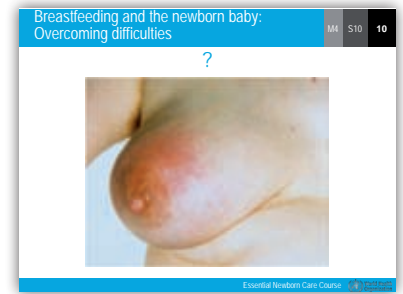 Breastfeeding and the newborn baby:
Overcoming difficulties
M4 S10 10
?
Essential Newborn Care Course